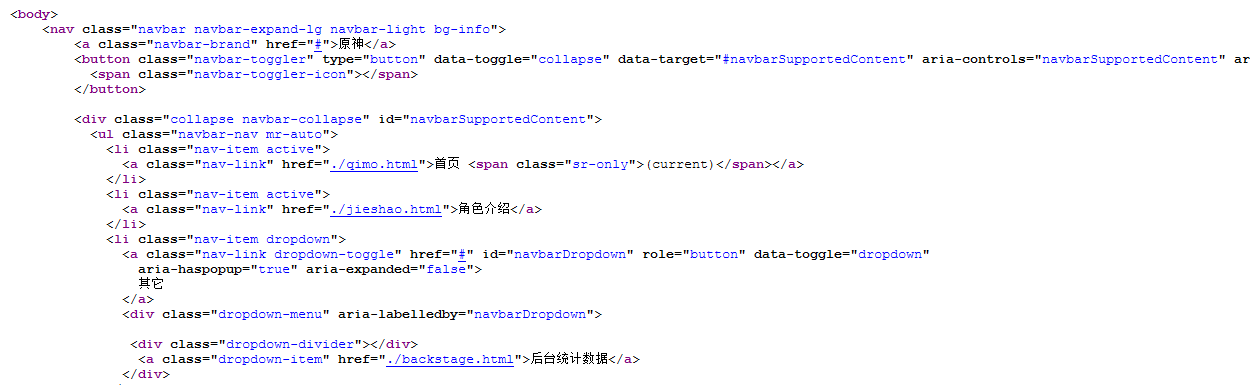 <body>
<nav class="navbar navbar-expand-lg navbar-light bg-info">
<a class="navbar-brand" href="#">原神</a>
<button class="navbar-toggler" type="button" data-toggle="collapse" data-target="#navbarSupportedContent" aria-controls="navbarSupportedContent" ar
<span class="navbar-toggler-icon"></span>
</button>
<div class="collapse navbar-collapse" id="navbarSupportedContent">
<ul class="navbar-nav mr-auto">
<li class="nav-item active">
<a class="nav-link" href="./qimo.html">首页 <span class="sr-only">(current)</span></a>
</li>
<li class="nav-item active">
<a class="nav-link" href="./jieshao.html">角色介绍</a>
</li>
<li class="nav-item dropdown">
<a class="nav-link dropdown-toggle" href="#" id="navbarDropdown" role="button" data-toggle="dropdown"
aria-haspopup="true" aria-expanded="false">
其它
</a>
<div class="dropdown-menu" aria-labelledby="navbarDropdown">
<div class="dropdown-divider"></div>
<a class="dropdown-item" href="./backstage.html">后台统计数据</a>
</div>